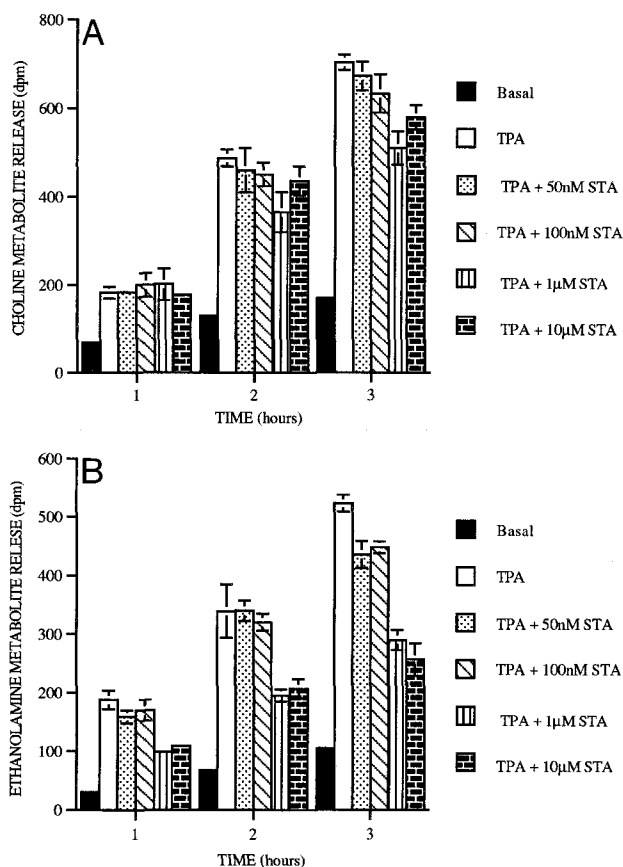 A
CHOLINE METABOLITE RELEASE (dpm)
800
600
400
200
0
1
2
3
TIME (hours)
Basal
TPA
TPA + 50nM STA
TPA + 100nM STA
TPA + 1µM STA
TPA + 10µM STA
B
ETHANOLAMINE METABOLITE RELESE (dpm)
600
500
400
300
200
100
0
1
2
3
TIME (hours)
Basal
TPA
TPA + 50nM STA
TPA + 100nM STA
TPA + 1µM STA
TPA + 10µM STA